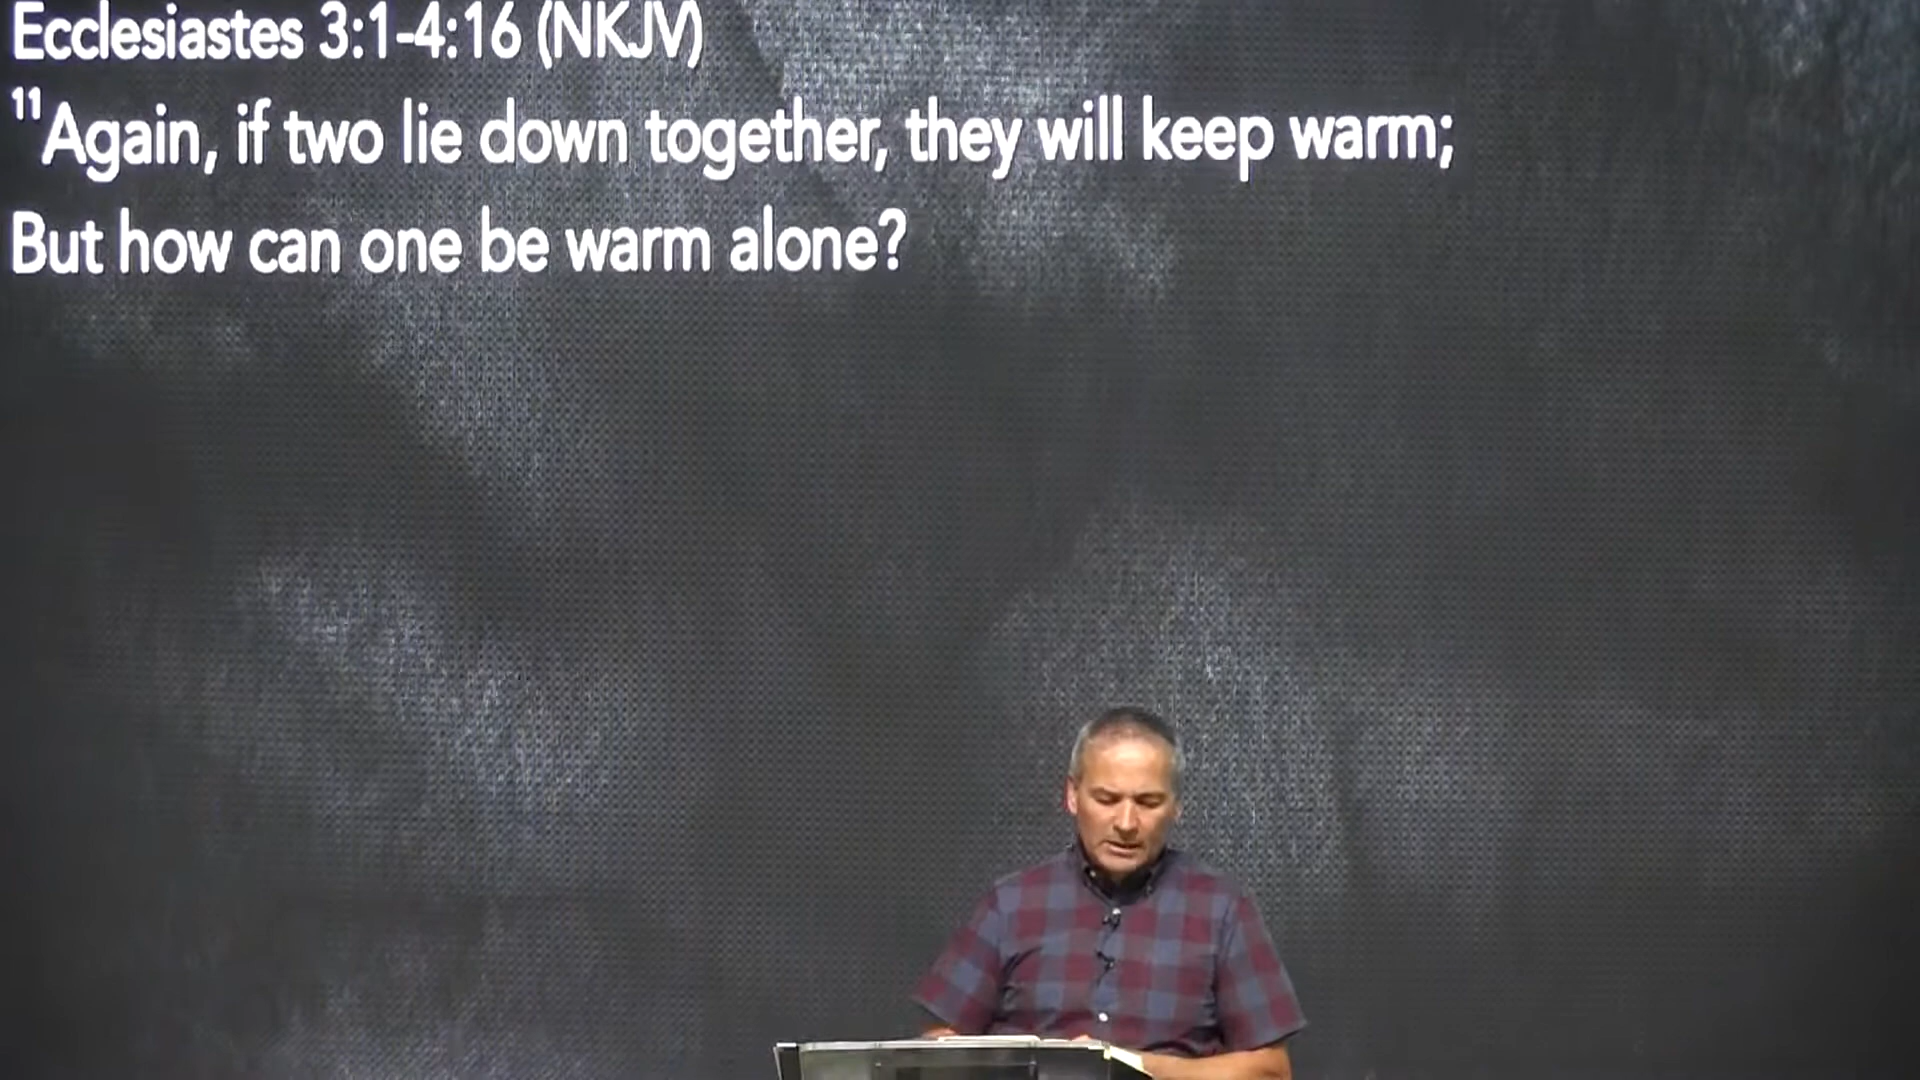 Ecclesiastes 3:1-4:16 (NKJV)
11Again, if two lie down together, they will keep warm;
But how can one be warm alone?